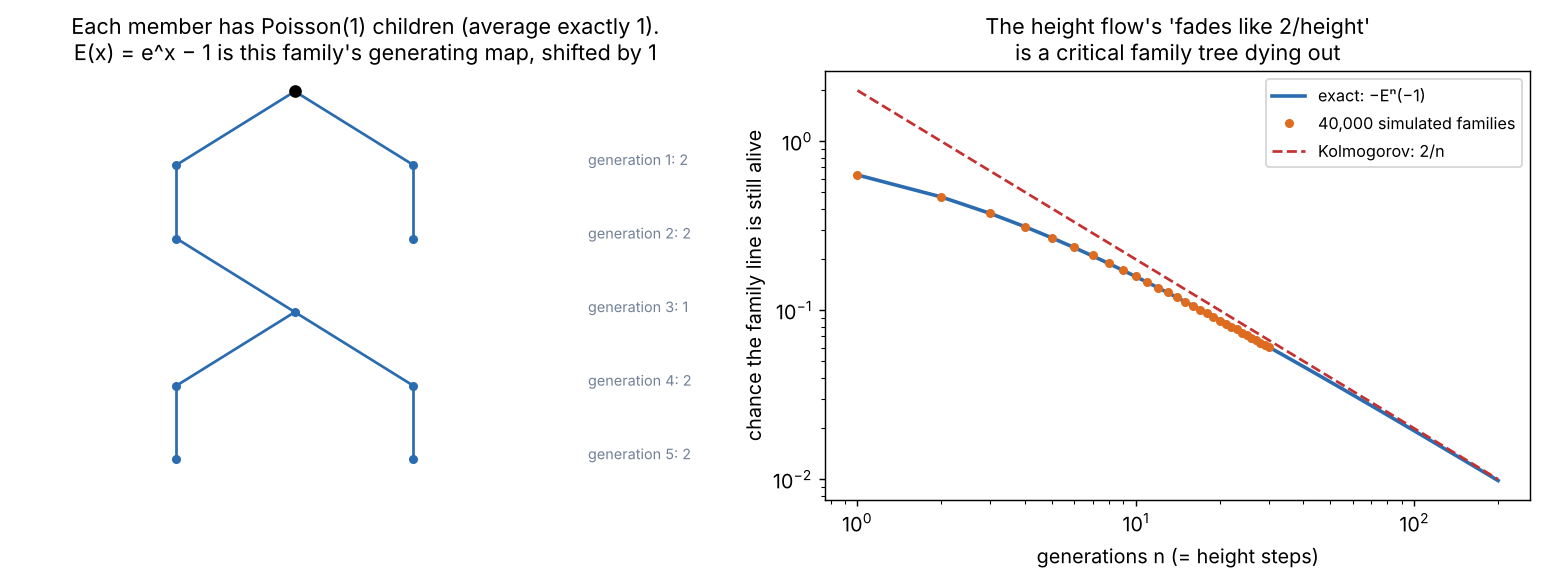 Each member has Poisson(1) children (average exactly 1).
E(x) = e^x − 1 is this family's generating map, shifted by 1
generation 1: 2
generation 2: 2
generation 3: 1
generation 4: 2
generation 5: 2
The height flow's 'fades like 2/height'
is a critical family tree dying out
exact: −Eⁿ(−1)
40,000 simulated families
Kolmogorov: 2/n
chance the family line is still alive
10⁰
10⁻¹
10⁻²
10⁰
10¹
10²
generations n (= height steps)